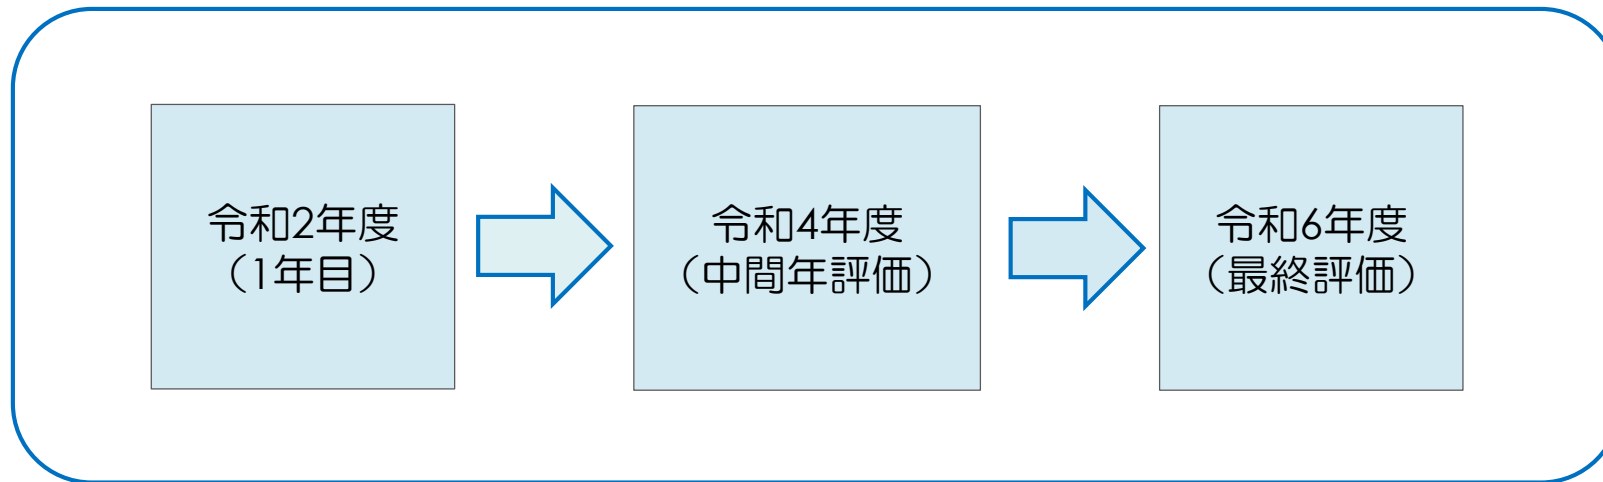 令和2年度
（1年目）
令和4年度
（中間年評価）
令和6年度
（最終評価）